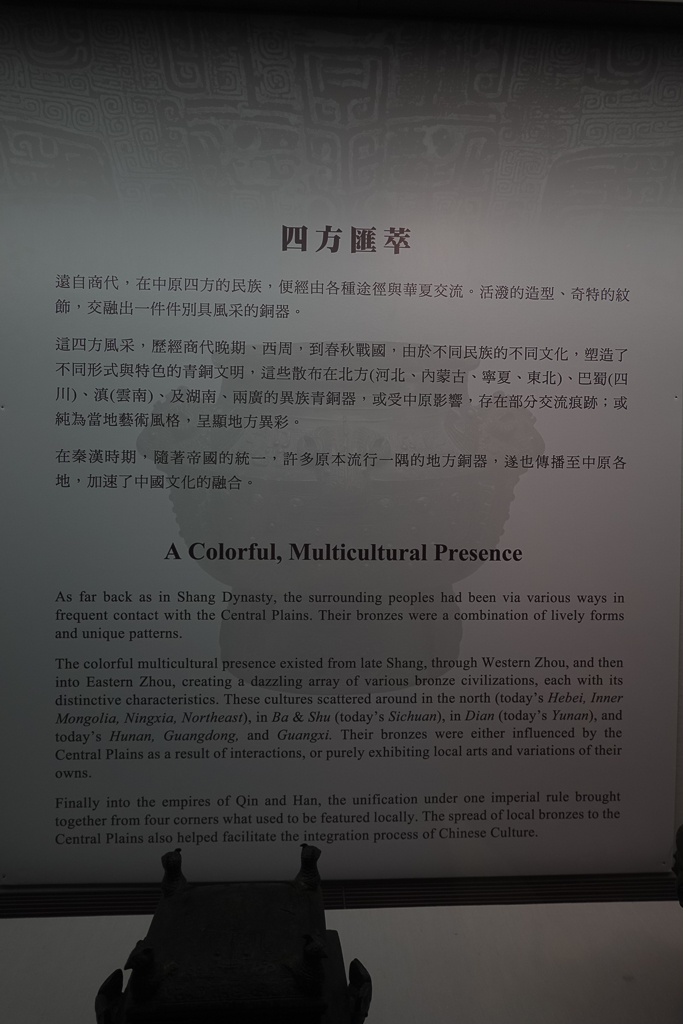 四方匯萃
遠自商代，在中原四方的民族，便經由各種途徑與華夏交流。活潑的造型、奇特的紋
飾，交融出一件件別具風采的銅器。
這四方風采，歷經商代晚期、西周，到春秋戰國，由於不同民族的不同文化，塑造了
不同形式與特色的青銅文明，這些散布在北方(河北、內蒙古、寧夏、東北)、巴蜀(四
川)、滇(雲南)、及湖南、兩廣的異族青銅器，或受中原影響，存在部分交流痕跡；或
純為當地藝術風格，呈顯地方異彩。
在秦漢時期，隨著帝國的統一，許多原本流行一隅的地方銅器，遂也傳播至中原各
地，加速了中國文化的融合。
A Colorful, Multicultural Presence
As far back as in Shang Dynasty, the surrounding peoples had been via various ways in
frequent contact with the Central Plains. Their bronzes were a combination of lively forms
and unique patterns.
The colorful multicultural presence existed from late Shang, through Western Zhou, and then
into Eastern Zhou, creating a dazzling array of various bronze civilizations, each with its
distinctive characteristics. These cultures scattered around in the north (today's Hebei, Inner
Mongolia, Ningxia, Northeast), in Ba & Shu (today's Sichuan), in Dian (today's Yunan), and
today's Hunan, Guangdong, and Guangxi. Their bronzes were either influenced by the
Central Plains as a result of interactions, or purely exhibiting local arts and variations of their
owns.
Finally into the empires of Qin and Han, the unification under one imperial rule brought
together from four corners what used to be featured locally. The spread of local bronzes to the
Central Plains also helped facilitate the integration process of Chinese Culture.